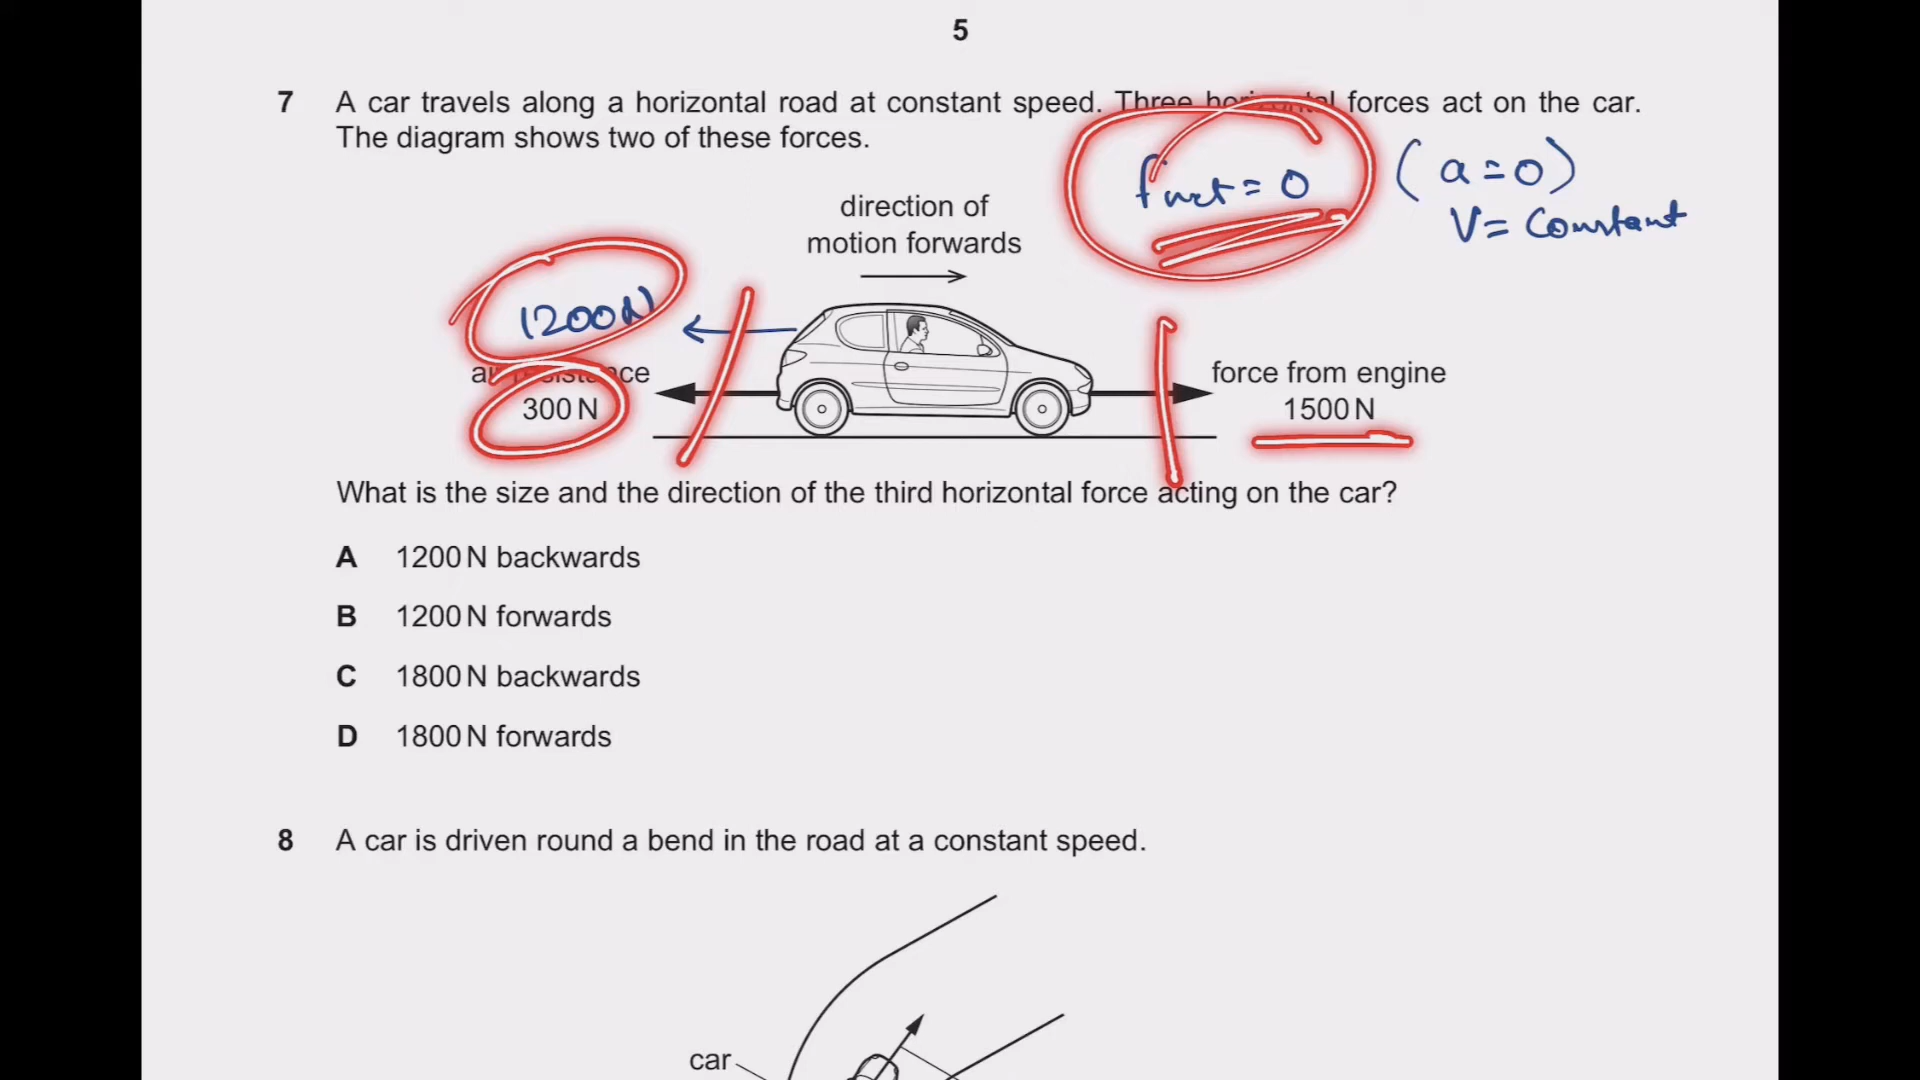 5
7 A car travels along a horizontal road at constant speed. Three horizontal forces act on the car.
The diagram shows two of these forces.
direction of
motion forwards
fnet = 0
(a = 0)
V = Constant
1200N
air resistance
300 N
force from engine
1500 N
What is the size and the direction of the third horizontal force acting on the car?
A 1200 N backwards
B 1200 N forwards
C 1800 N backwards
D 1800 N forwards
8 A car is driven round a bend in the road at a constant speed.
car